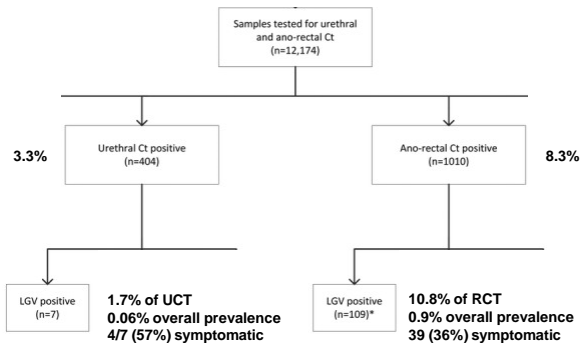 Samples tested for urethral
and ano-rectal Ct
(n=12,174)
3.3%
Urethral Ct positive
(n=404)
Ano-rectal Ct positive
(n=1010)
8.3%
LGV positive
(n=7)
1.7% of UCT
0.06% overall prevalence
4/7 (57%) symptomatic
LGV positive
(n=109)*
10.8% of RCT
0.9% overall prevalence
39 (36%) symptomatic